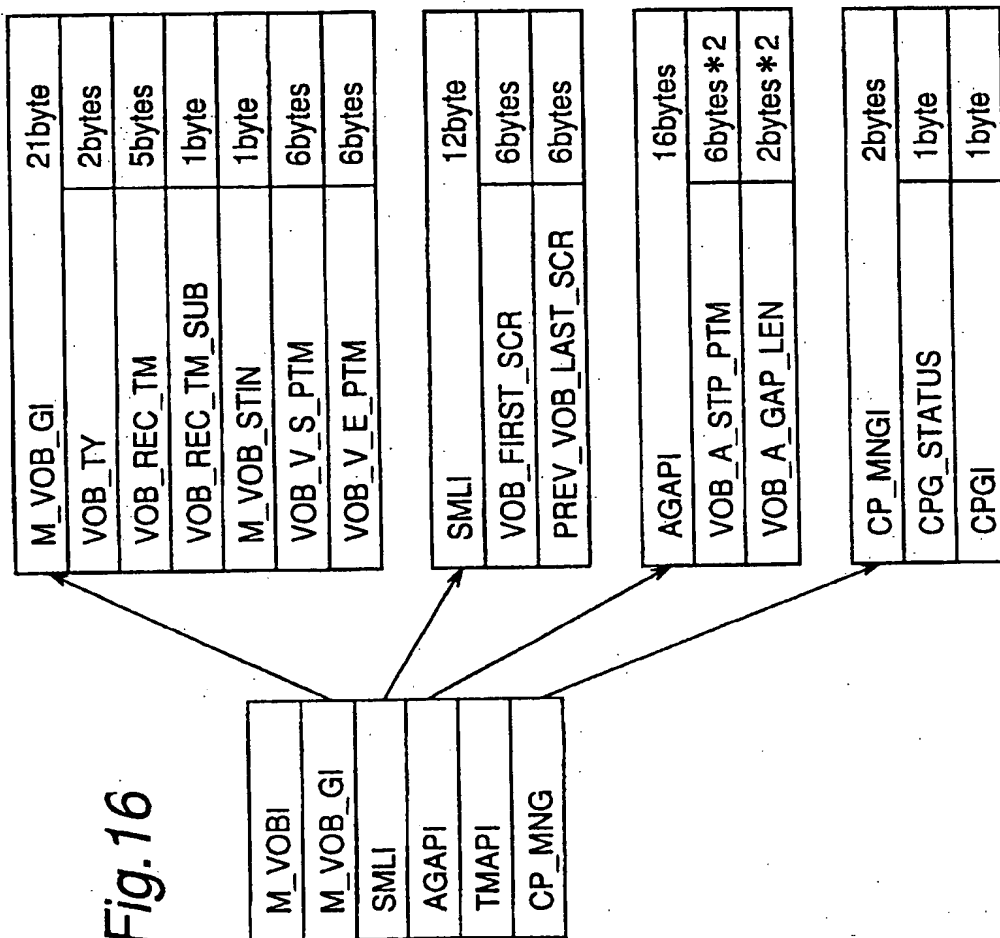 Fig.16
M_VOBI
M_VOB_GI
SMLI
AGAPI
TMAPI
CP_MNG
M_VOB_GI 21byte
VOB_TY 2bytes
VOB_REC_TM 5bytes
VOB_REC_TM_SUB 1byte
M_VOB_STIN 1byte
VOB_V_S_PTM 6bytes
VOB_V_E_PTM 6bytes
SMLI 12byte
VOB_FIRST_SCR 6bytes
PREV_VOB_LAST_SCR 6bytes
AGAPI 16bytes
VOB_A_STP_PTM 6bytes*2
VOB_A_GAP_LEN 2bytes*2
CP_MNGI 2bytes
CPG_STATUS 1byte
CPGI 1byte